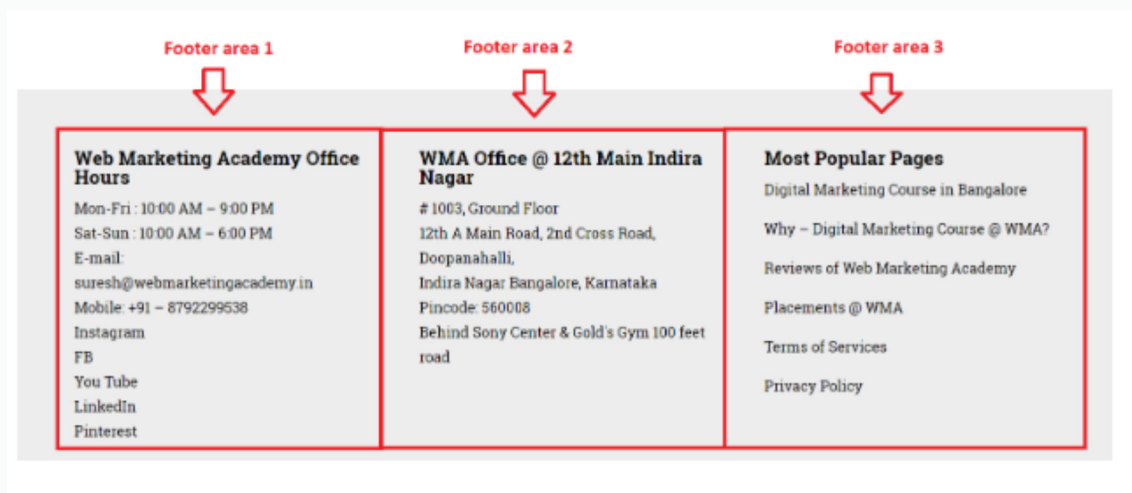 Footer area 1
Footer area 2
Footer area 3
Web Marketing Academy Office
Hours
Mon-Fri : 10:00 AM – 9:00 PM
Sat-Sun : 10:00 AM – 6:00 PM
E-mail:
suresh@webmarketingacademy.in
Mobile: +91 – 8792299538
Instagram
FB
You Tube
LinkedIn
Pinterest
WMA Office @ 12th Main Indira
Nagar
# 1003, Ground Floor
12th A Main Road, 2nd Cross Road,
Doopanahalli,
Indira Nagar Bangalore, Karnataka
Pincode: 560008
Behind Sony Center & Gold's Gym 100 feet
road
Most Popular Pages
Digital Marketing Course in Bangalore
Why – Digital Marketing Course @ WMA?
Reviews of Web Marketing Academy
Placements @ WMA
Terms of Services
Privacy Policy